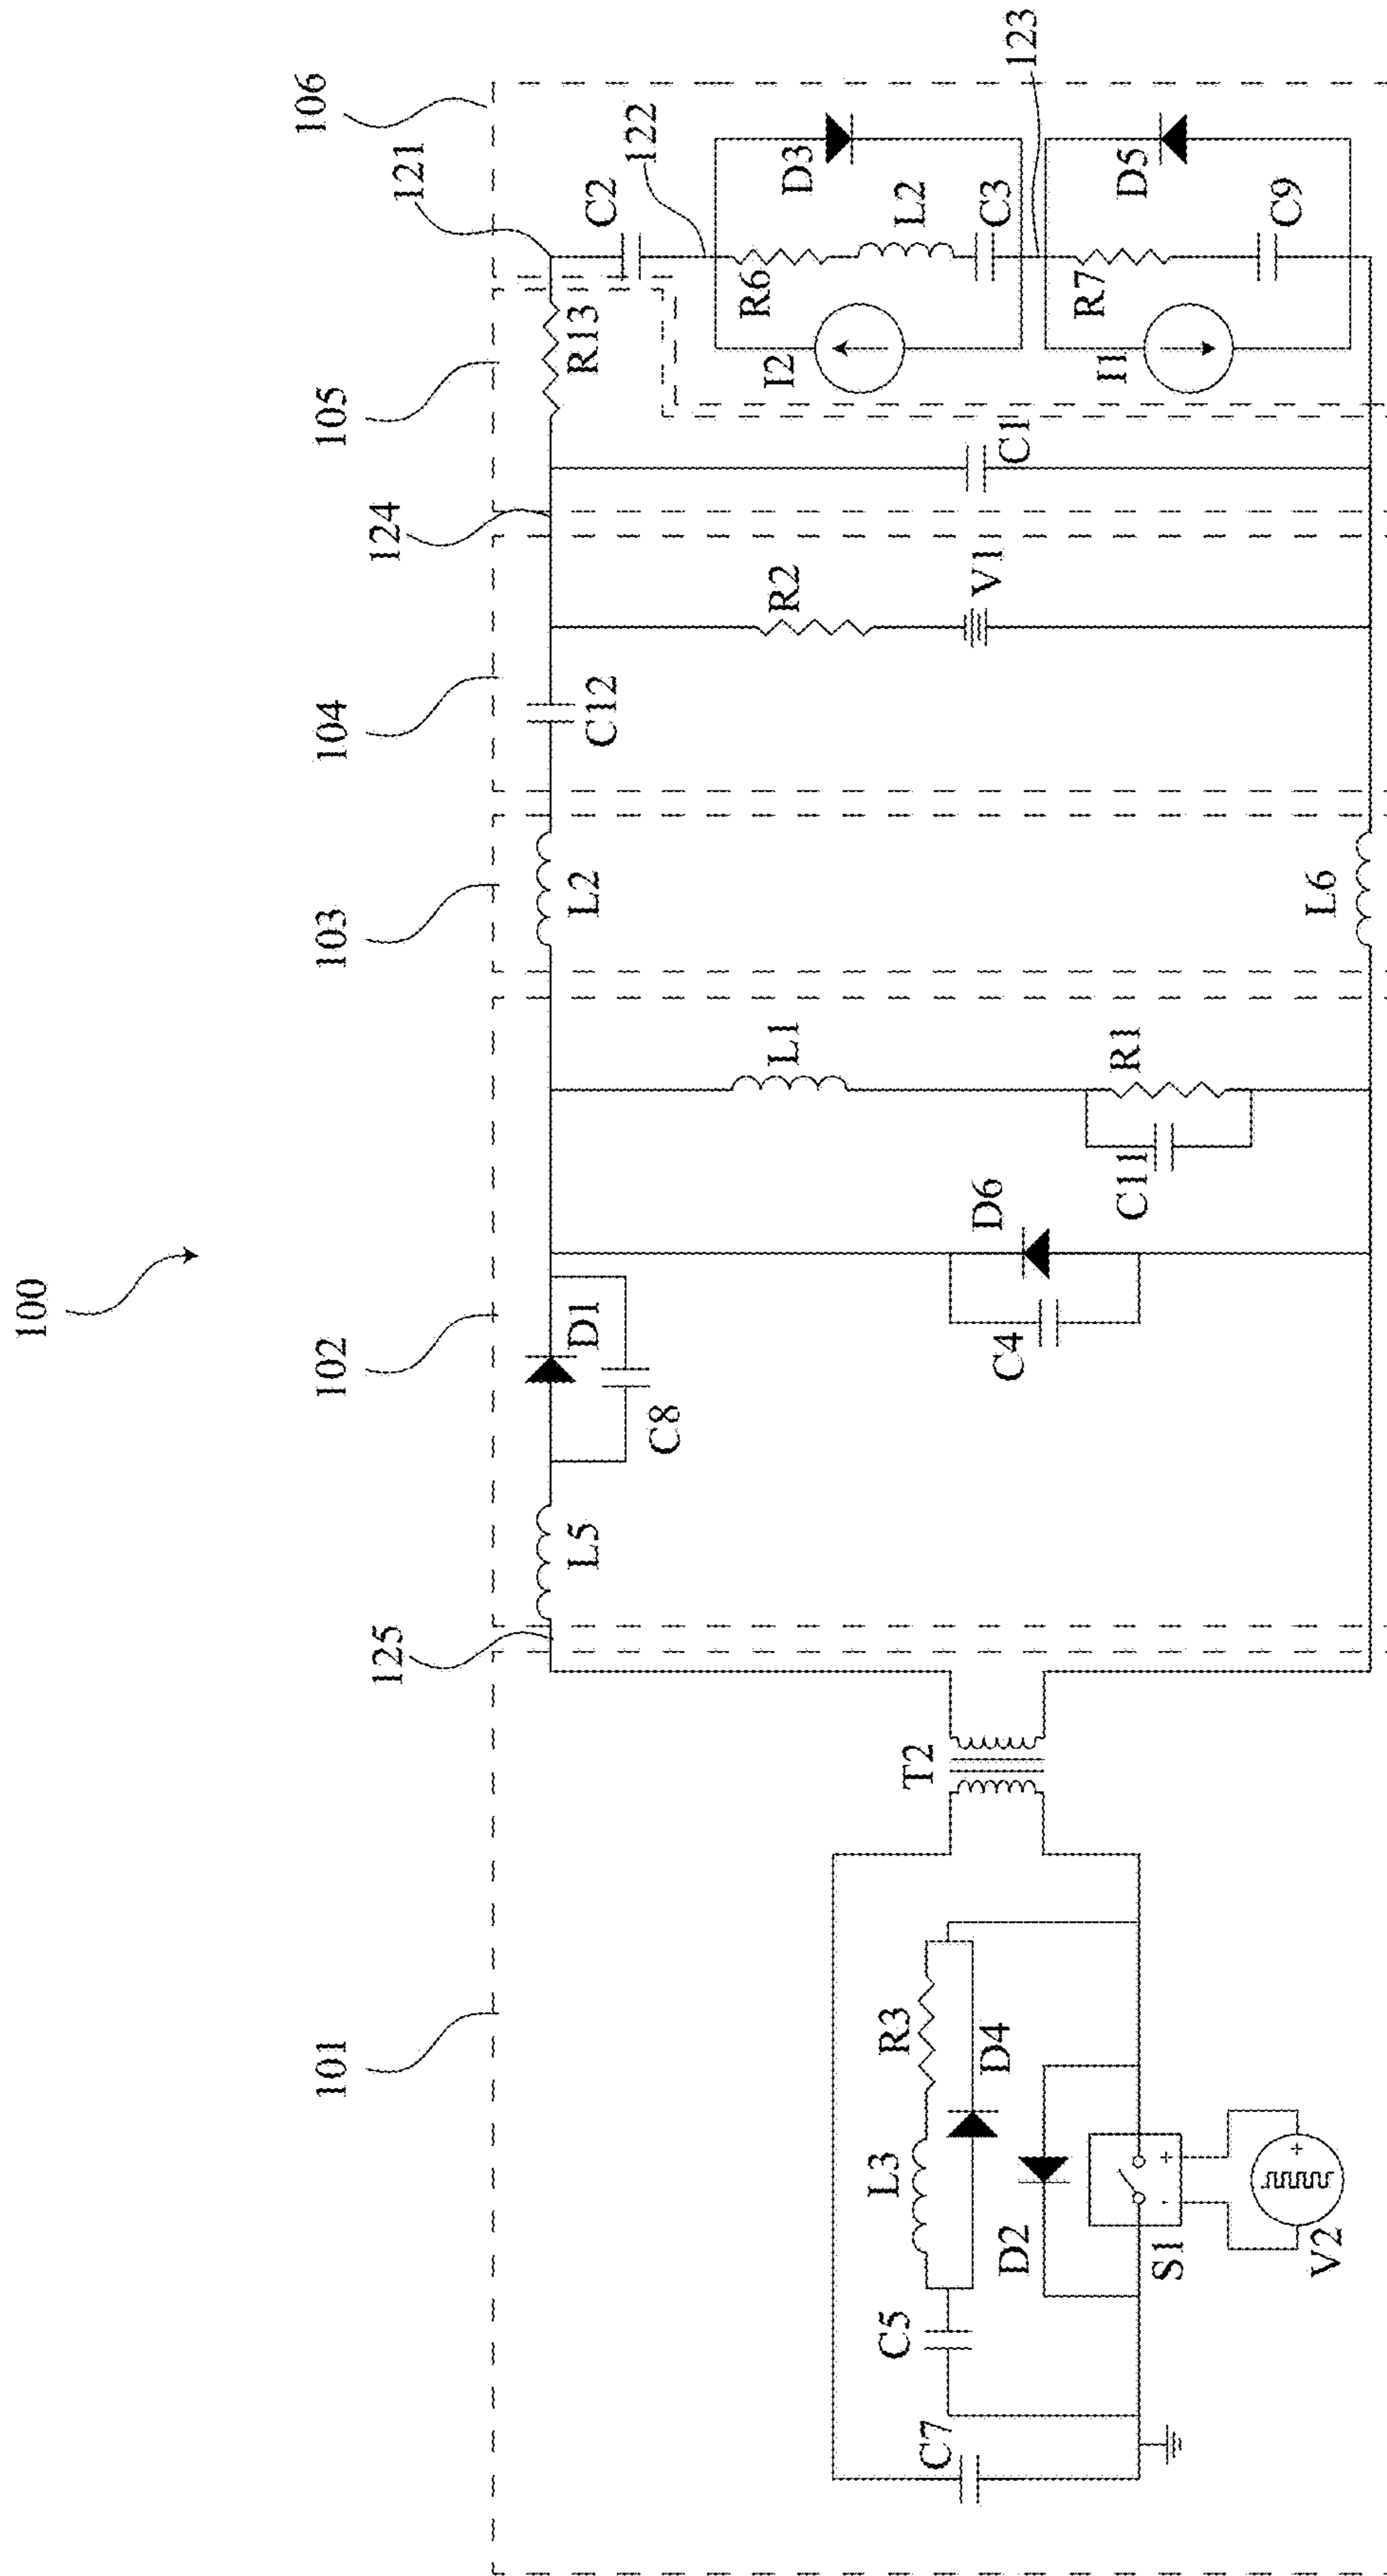 100
101
125
102
103
104
124
105
121
106
C7
C5
L3
R3
D4
D2
S1
+
-
+
V2
T2
L5
D1
C8
C4
D6
L1
C11
R1
L2
L6
C12
R2
V1
C1
R13
C2
122
I2
R6
L2
C3
D3
123
I1
R7
C9
D5